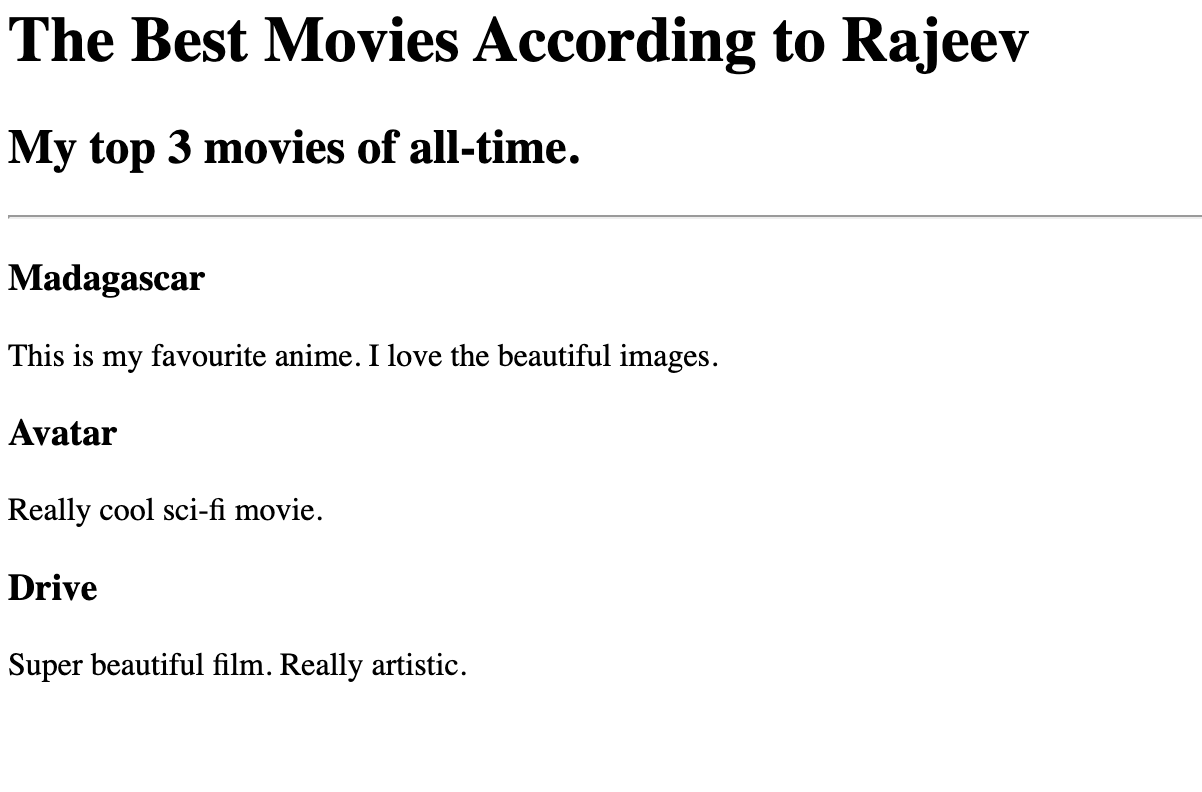 The Best Movies According to Rajeev
My top 3 movies of all-time.
Madagascar
This is my favourite anime. I love the beautiful images.
Avatar
Really cool sci-fi movie.
Drive
Super beautiful film. Really artistic.